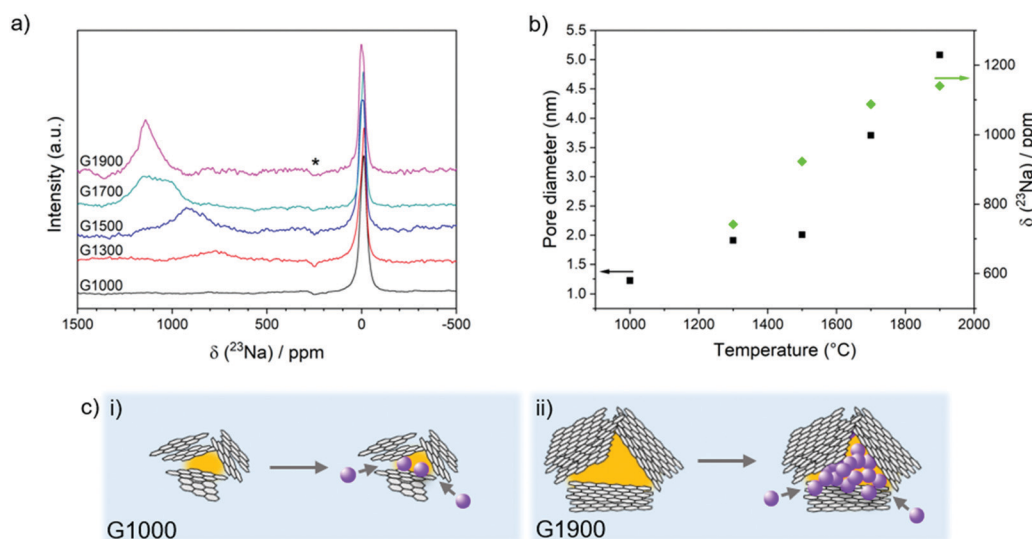 a)
Intensity (a.u.)
G1900
G1700
G1500
G1300
G1000
*
1500 1000 500 0 -500
δ (²³Na) / ppm
b)
Pore diameter (nm)
5.5
5.0
4.5
4.0
3.5
3.0
2.5
2.0
1.5
1.0
1200
1000
800
600
δ (²³Na) / ppm
1000 1200 1400 1600 1800 2000
Temperature (°C)
c) i)
G1000
ii)
G1900